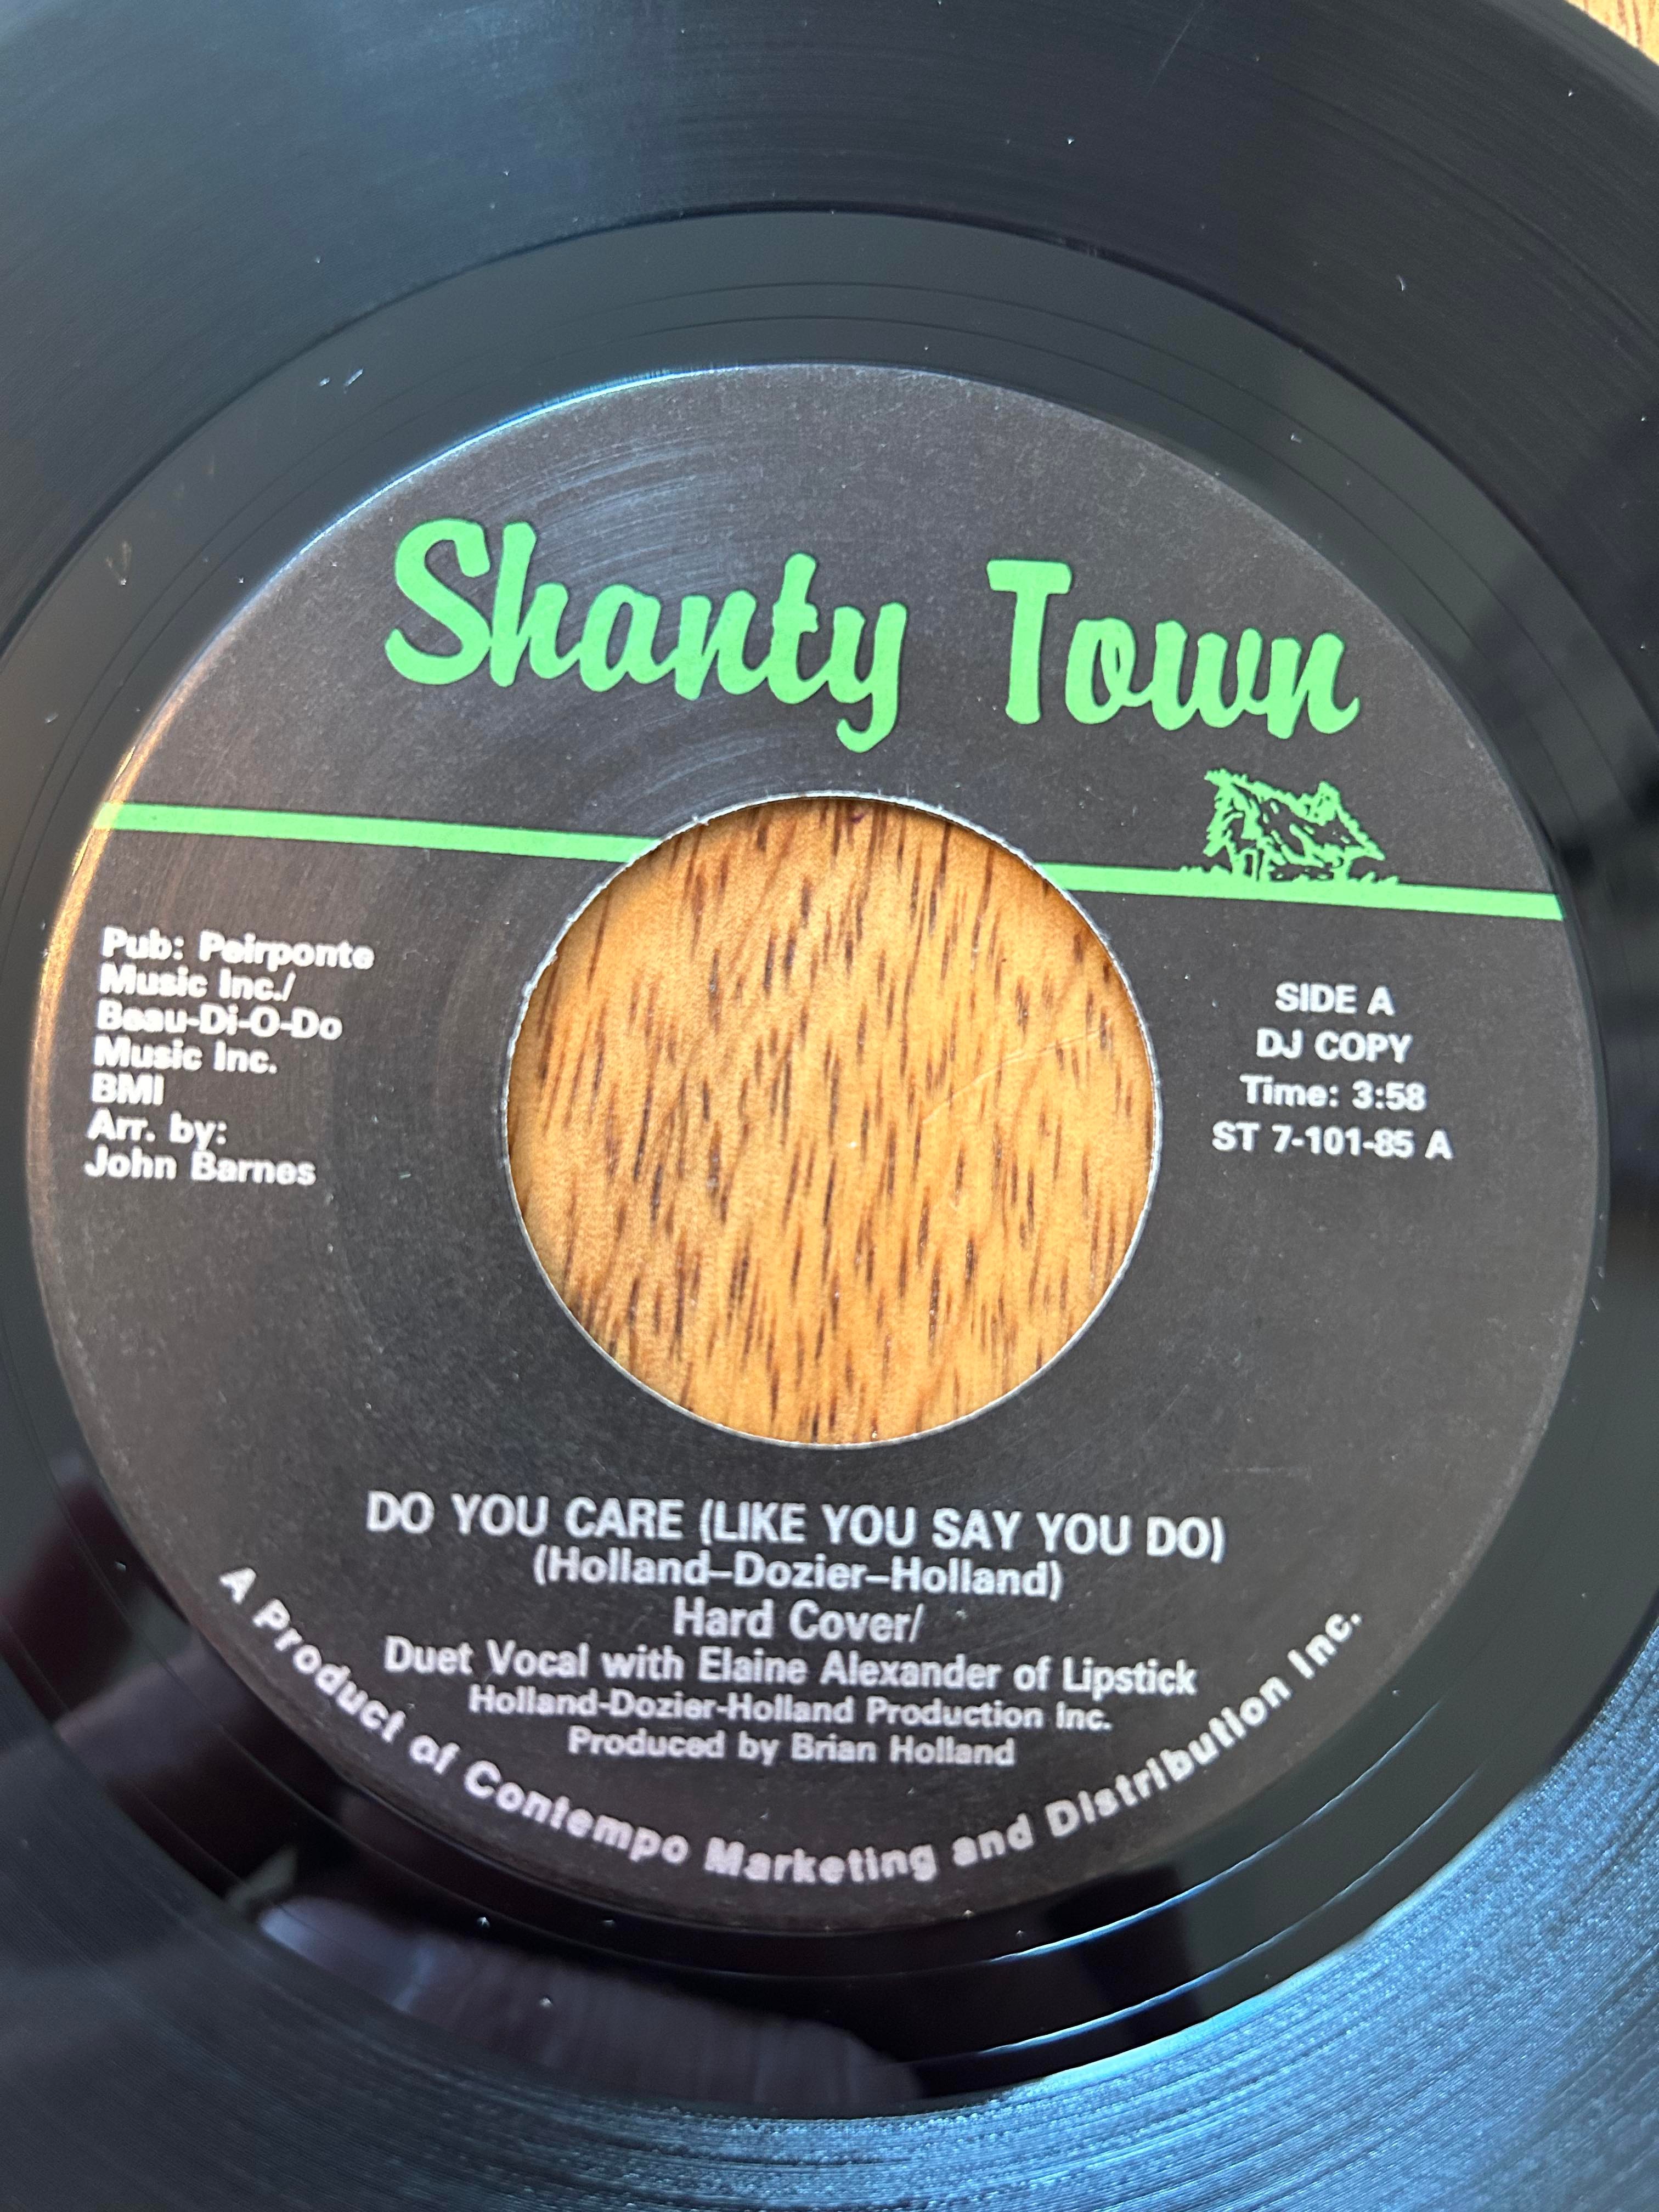 Shanty Town
Pub: Peirponte
Music Inc./
Beau-Di-O-Do
Music Inc.
BMI
Arr. by:
John Barnes
SIDE A
DJ COPY
Time: 3:58
ST 7-101-85 A
DO YOU CARE (LIKE YOU SAY YOU DO)
(Holland–Dozier–Holland)
Hard Cover/
Duet Vocal with Elaine Alexander of Lipstick
Holland-Dozier-Holland Production Inc.
Produced by Brian Holland
A Product of Contempo Marketing and Distribution Inc.